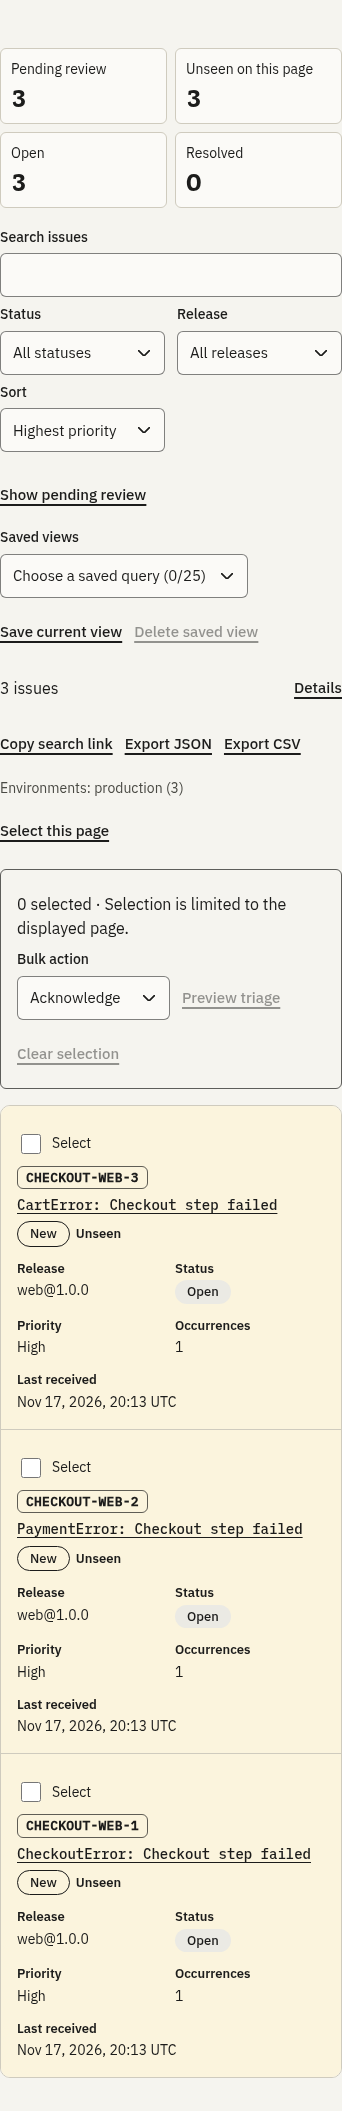 Pending review
3
Unseen on this page
3
Open
3
Resolved
0
Search issues
Status
All statuses
Release
All releases
Sort
Highest priority
Show pending review
Saved views
Choose a saved query (0/25)
Save current view
Delete saved view
3 issues
Details
Copy search link
Export JSON
Export CSV
Environments: production (3)
Select this page
0 selected · Selection is limited to the
displayed page.
Bulk action
Acknowledge
Preview triage
Clear selection
Select
CHECKOUT-WEB-3
CartError: Checkout step failed
New
Unseen
Release
web@1.0.0
Status
Open
Priority
High
Occurrences
1
Last received
Nov 17, 2026, 20:13 UTC
Select
CHECKOUT-WEB-2
PaymentError: Checkout step failed
New
Unseen
Release
web@1.0.0
Status
Open
Priority
High
Occurrences
1
Last received
Nov 17, 2026, 20:13 UTC
Select
CHECKOUT-WEB-1
CheckoutError: Checkout step failed
New
Unseen
Release
web@1.0.0
Status
Open
Priority
High
Occurrences
1
Last received
Nov 17, 2026, 20:13 UTC